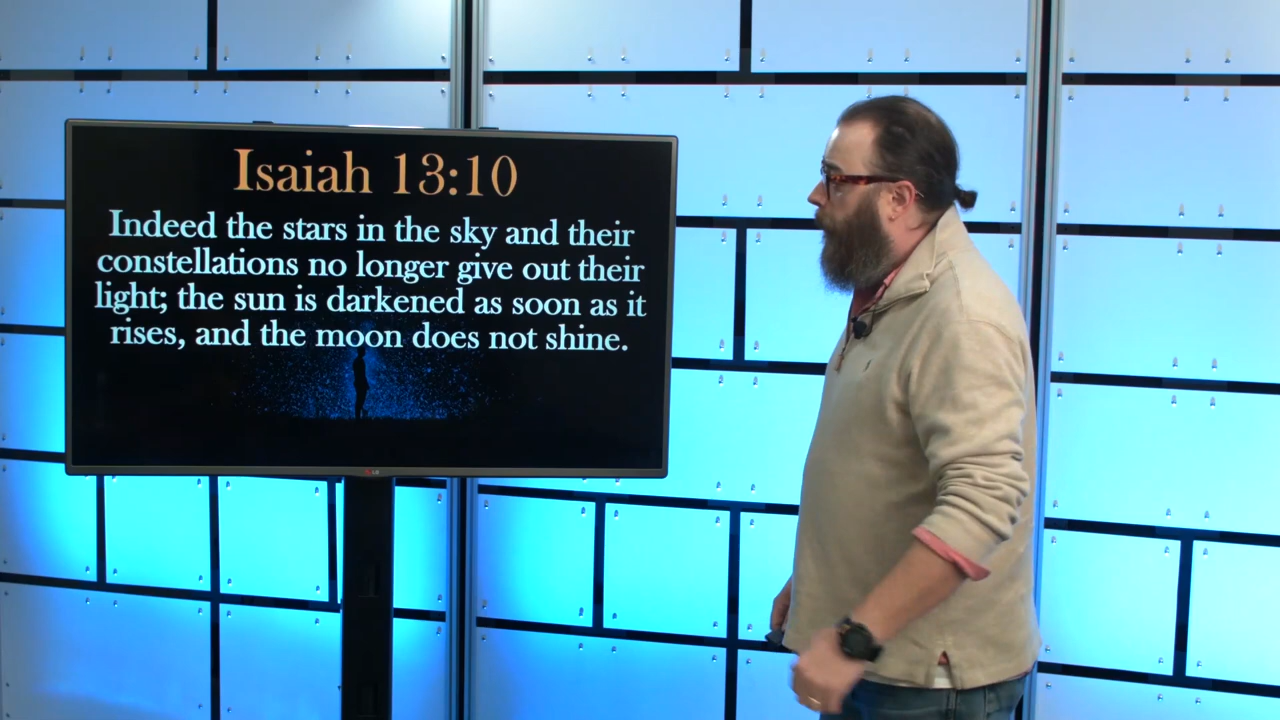 Isaiah 13:10
Indeed the stars in the sky and their
constellations no longer give out their
light; the sun is darkened as soon as it
rises, and the moon does not shine.
LG